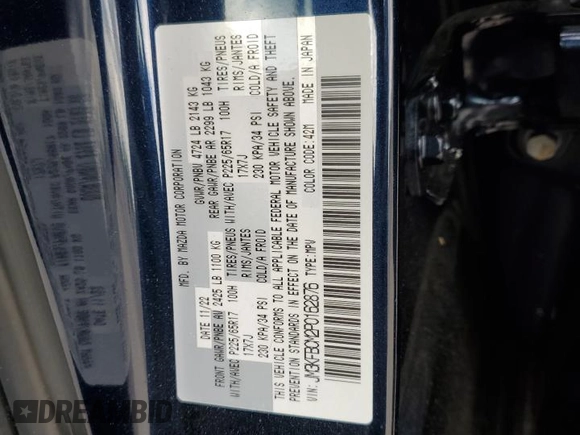 MFD. BY MAZDA MOTOR CORPORATION
DATE 11/22 GVWR/PNBV 4724 LB 2143 KG
FRONT GAWR/PNBE AV 2425 LB 1100 KG REAR GAWR/PNBE AR 2299 LB 1043 KG
WITH/AVEC P225/65R17 100H TIRES/PNEUS WITH/AVEC P225/65R17 100H TIRES/PNEUS
17X7J RIMS/JANTES 17X7J RIMS/JANTES
230 KPA/34 PSI COLD/A FROID 230 KPA/34 PSI COLD/A FROID
THIS VEHICLE CONFORMS TO ALL APPLICABLE FEDERAL MOTOR VEHICLE SAFETY AND THEFT
PREVENTION STANDARDS IN EFFECT ON THE DATE OF MANUFACTURE SHOWN ABOVE.
VIN: JM3KFBCM2P0162876 TYPE:MPV COLOR CODE:42M MADE IN JAPAN
DREAMBID